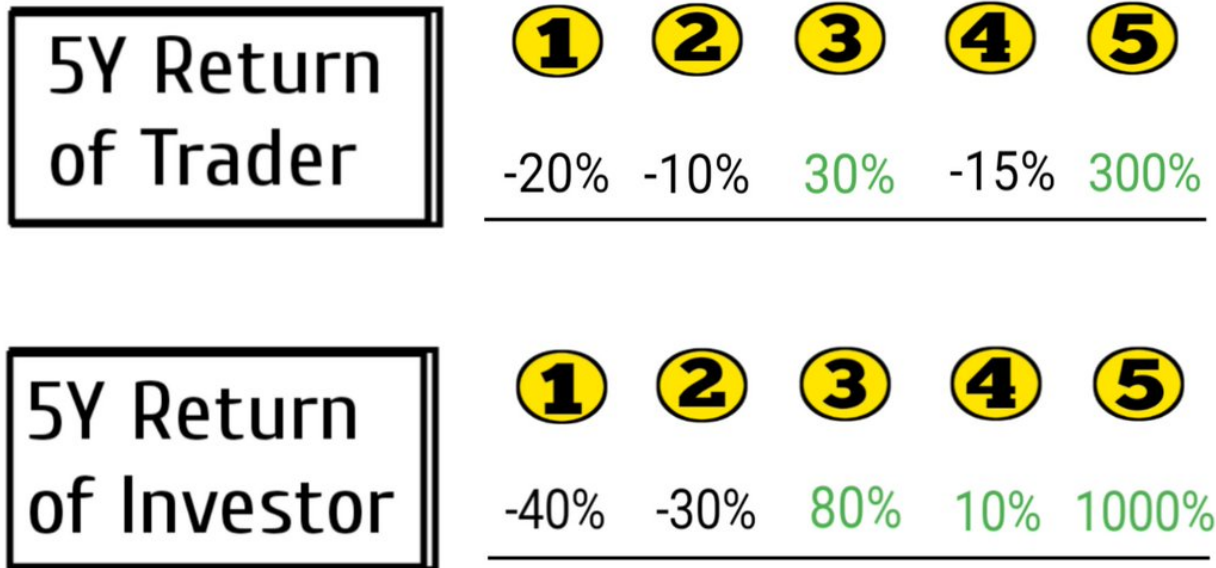 5Y Return
of Trader
1 2 3 4 5
-20% -10% 30% -15% 300%
5Y Return
of Investor
1 2 3 4 5
-40% -30% 80% 10% 1000%